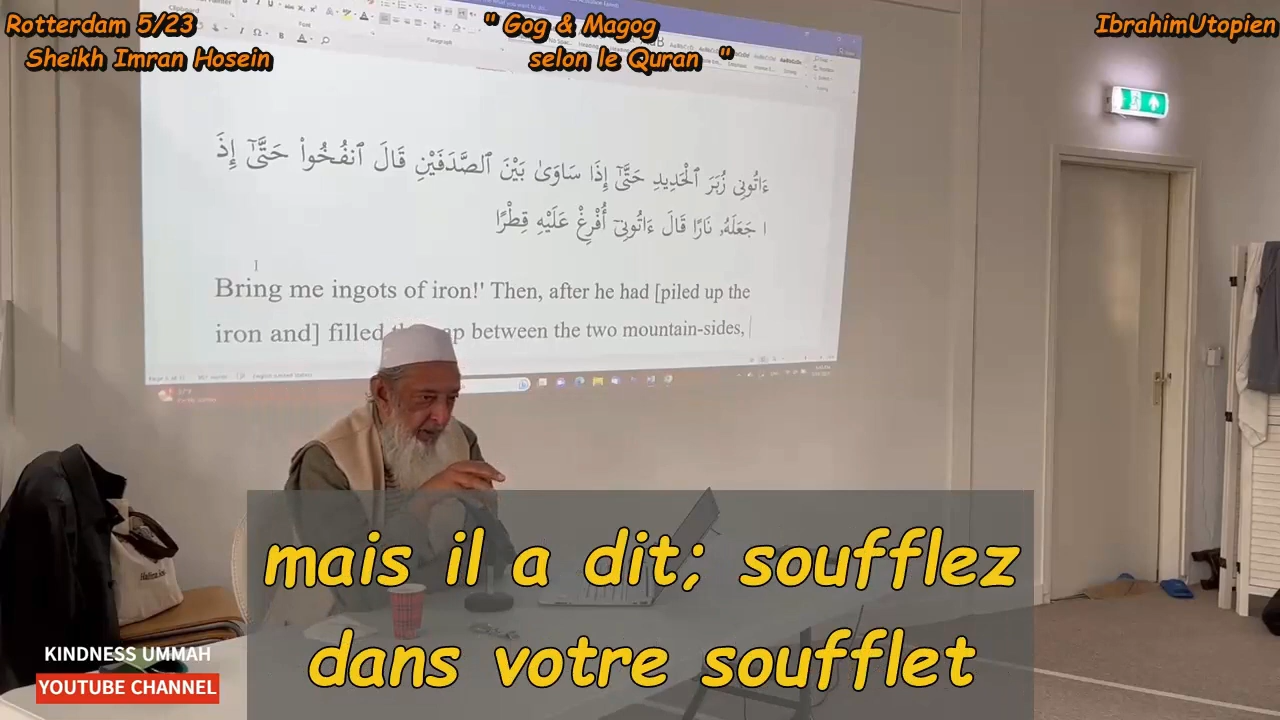 Rotterdam 5/23
Sheikh Imran Hosein
" Gog & Magog
selon le Quran "
IbrahimUtopien
Paragraph
ءَاتُونِى زُبَرَ ٱلْحَدِيدِ حَتَّىٰٓ إِذَا سَاوَىٰ بَيْنَ ٱلصَّدَفَيْنِ قَالَ ٱنفُخُوا۟ حَتَّىٰٓ إِذَ
ا جَعَلَهُۥ نَارًا قَالَ ءَاتُونِىٓ أُفْرِغْ عَلَيْهِ قِطْرًا
Bring me ingots of iron!' Then, after he had [piled up the
iron and] filled ap between the two mountain-sides,
mais il a dit; soufflez
dans votre soufflet
KINDNESS UMMAH
YOUTUBE CHANNEL